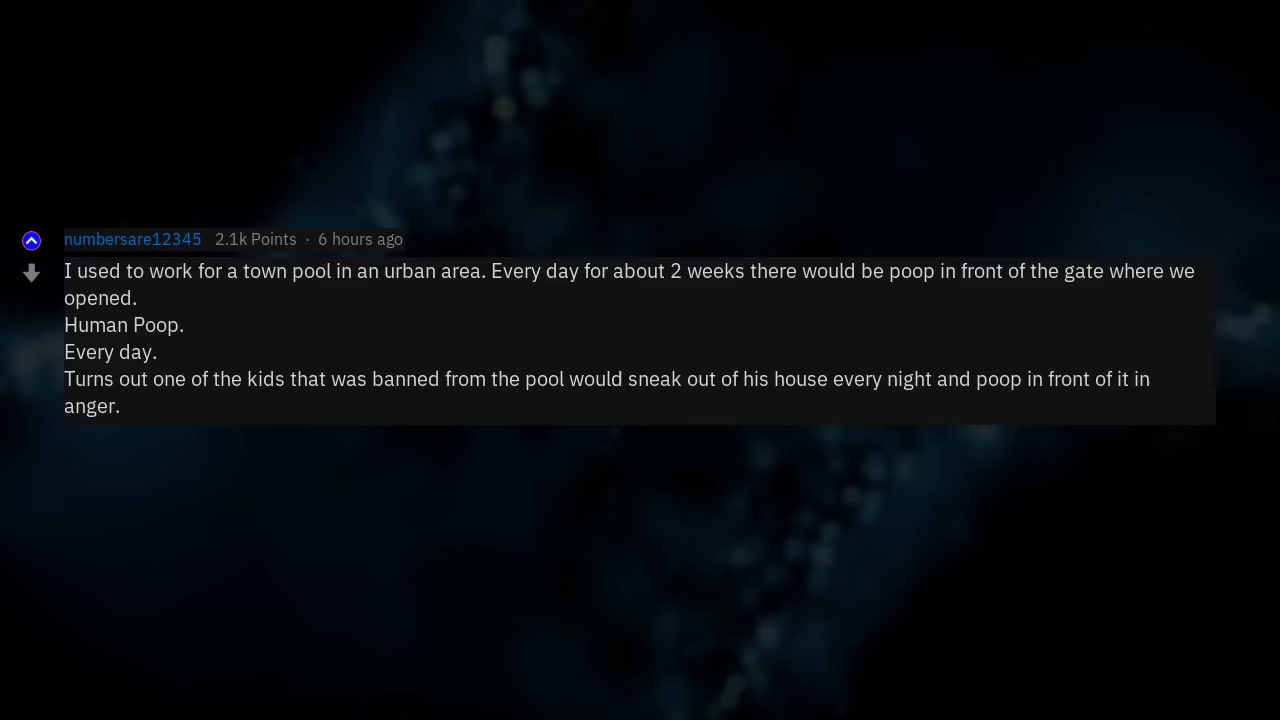 numbersare12345 2.1k Points · 6 hours ago
I used to work for a town pool in an urban area. Every day for about 2 weeks there would be poop in front of the gate where we
opened.
Human Poop.
Every day.
Turns out one of the kids that was banned from the pool would sneak out of his house every night and poop in front of it in
anger.